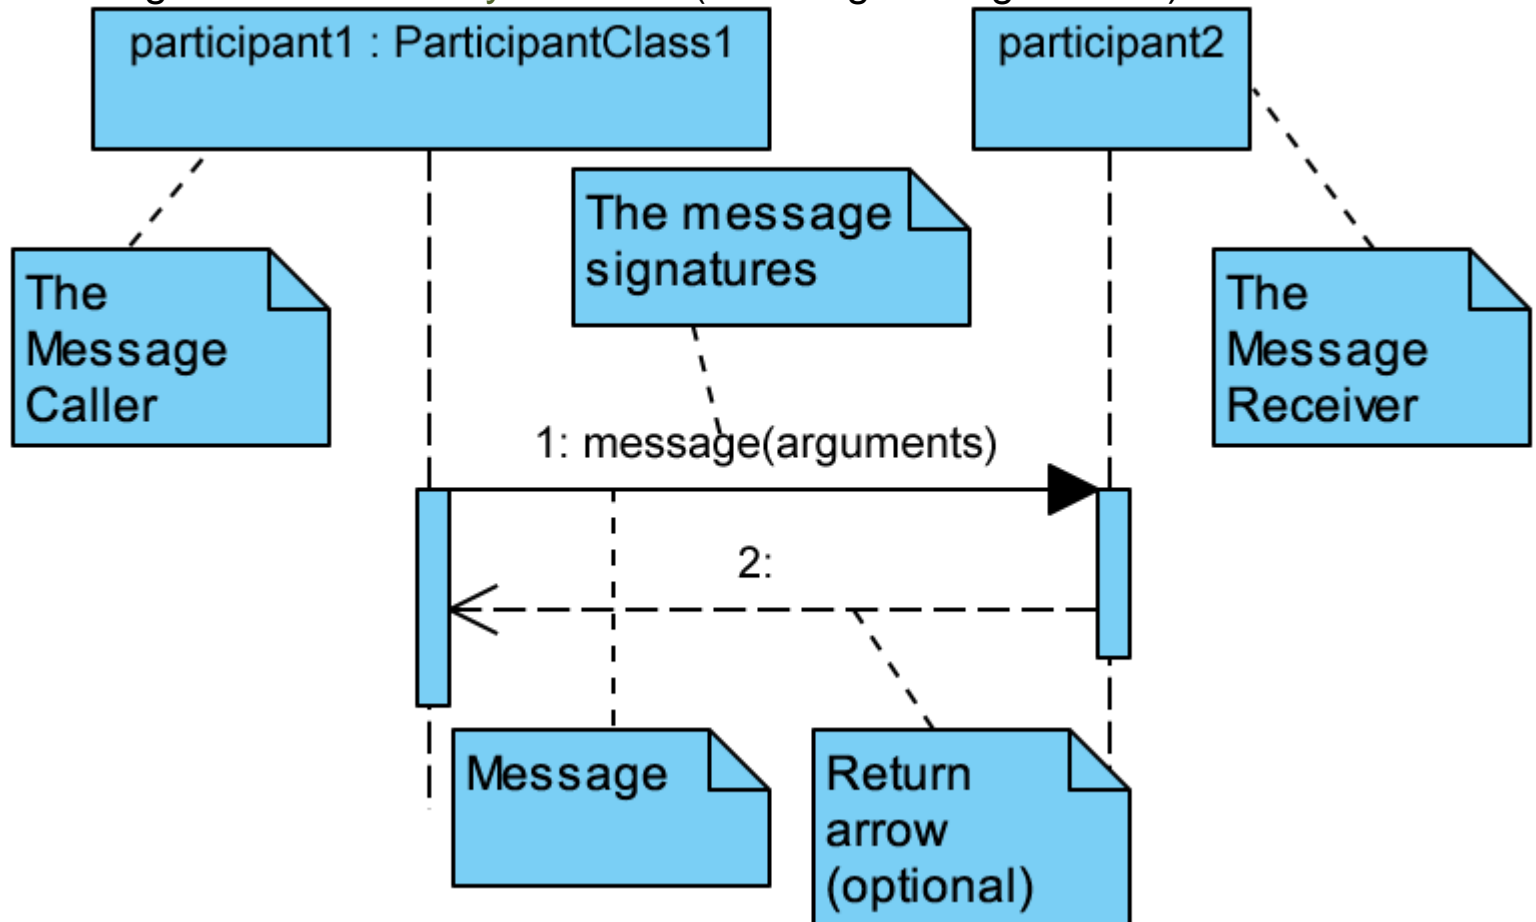 participant1 : ParticipantClass1
participant2
The message
signatures
The
Message
Caller
The
Message
Receiver
1: message(arguments)
2:
Message
Return
arrow
(optional)